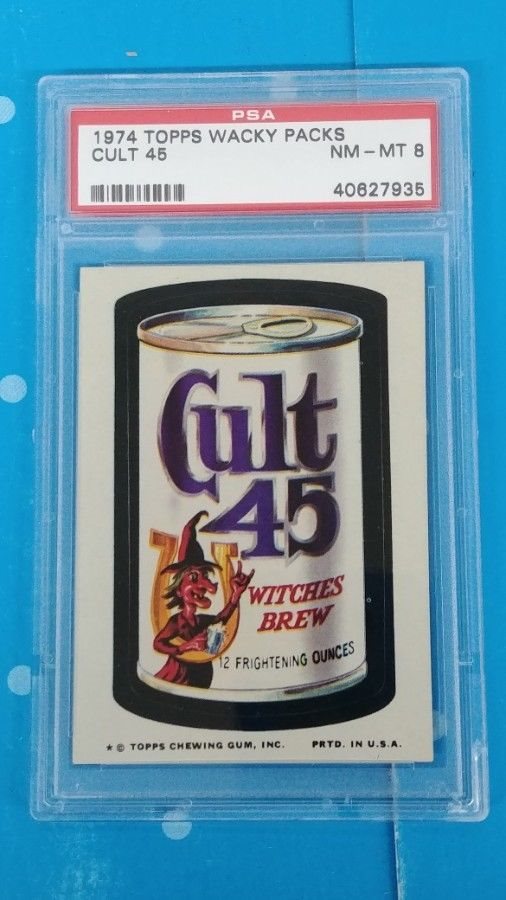 PSA
1974 TOPPS WACKY PACKS
CULT 45 NM-MT 8
40627935
Cult
45
WITCHES
BREW
12 FRIGHTENING OUNCES
★ © TOPPS CHEWING GUM, INC. PRTD. IN U.S.A.